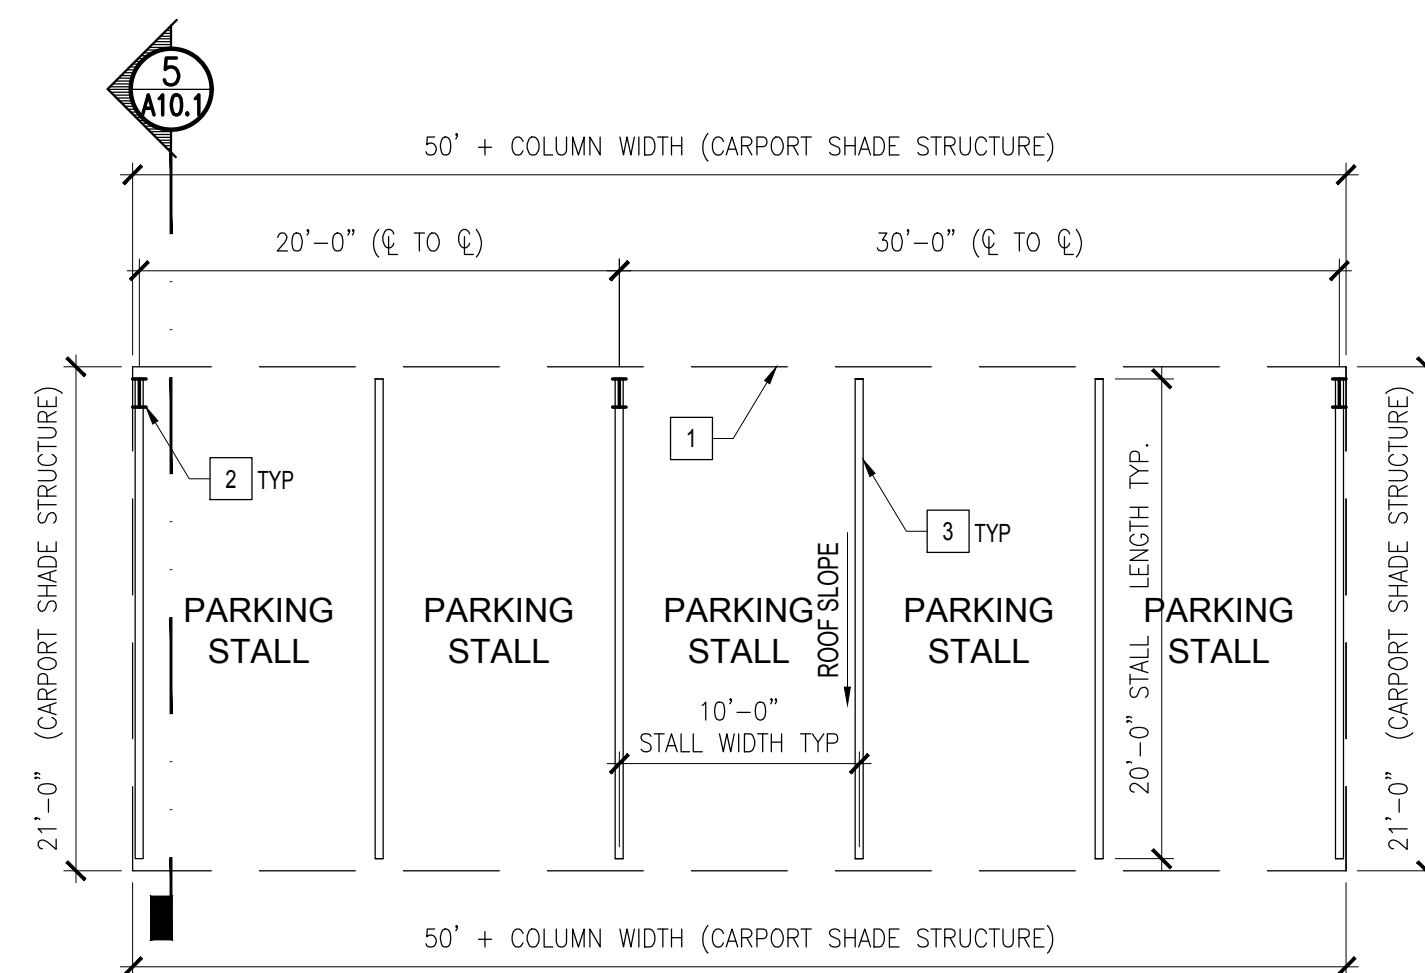 5
A10.1
50' + COLUMN WIDTH (CARPORT SHADE STRUCTURE)
20'-0" (℄ TO ℄)
30'-0" (℄ TO ℄)
21'-0" (CARPORT SHADE STRUCTURE)
2 TYP
1
3 TYP
20'-0" STALL LENGTH TYP.
21'-0" (CARPORT SHADE STRUCTURE)
ROOF SLOPE
PARKING
STALL
PARKING
STALL
PARKING
STALL
PARKING
STALL
PARKING
STALL
10'-0"
STALL WIDTH TYP
50' + COLUMN WIDTH (CARPORT SHADE STRUCTURE)